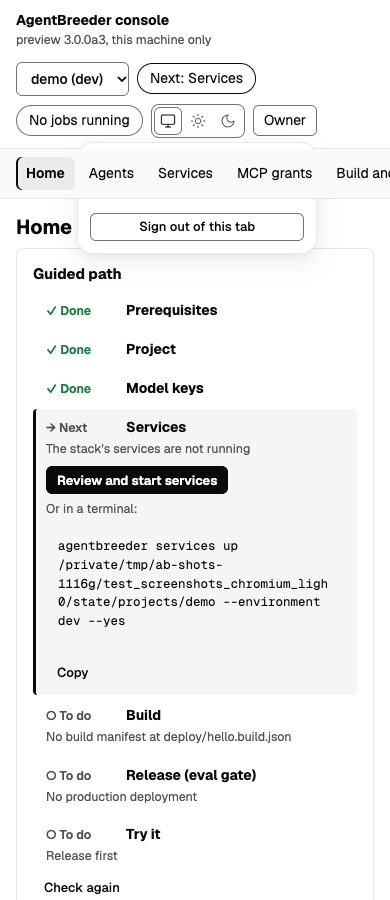 AgentBreeder console
preview 3.0.0a3, this machine only
demo (dev)
Next: Services
No jobs running
Owner
Home
Agents
Services
MCP grants
Build an
Home
Sign out of this tab
Guided path
✓ Done
Prerequisites
✓ Done
Project
✓ Done
Model keys
→ Next
Services
The stack's services are not running
Review and start services
Or in a terminal:
agentbreeder services up
/private/tmp/ab-shots-
1116g/test_screenshots_chromium_ligh
0/state/projects/demo --environment
dev --yes
Copy
○ To do
Build
No build manifest at deploy/hello.build.json
○ To do
Release (eval gate)
No production deployment
○ To do
Try it
Release first
Check again